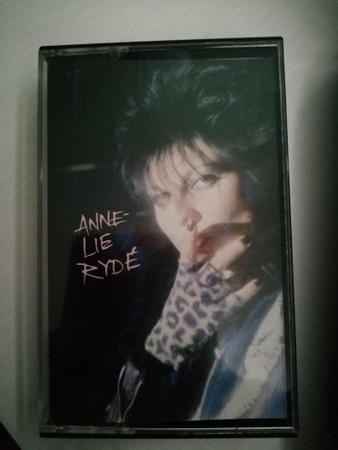 ANNE-
LIE
RYDÉ